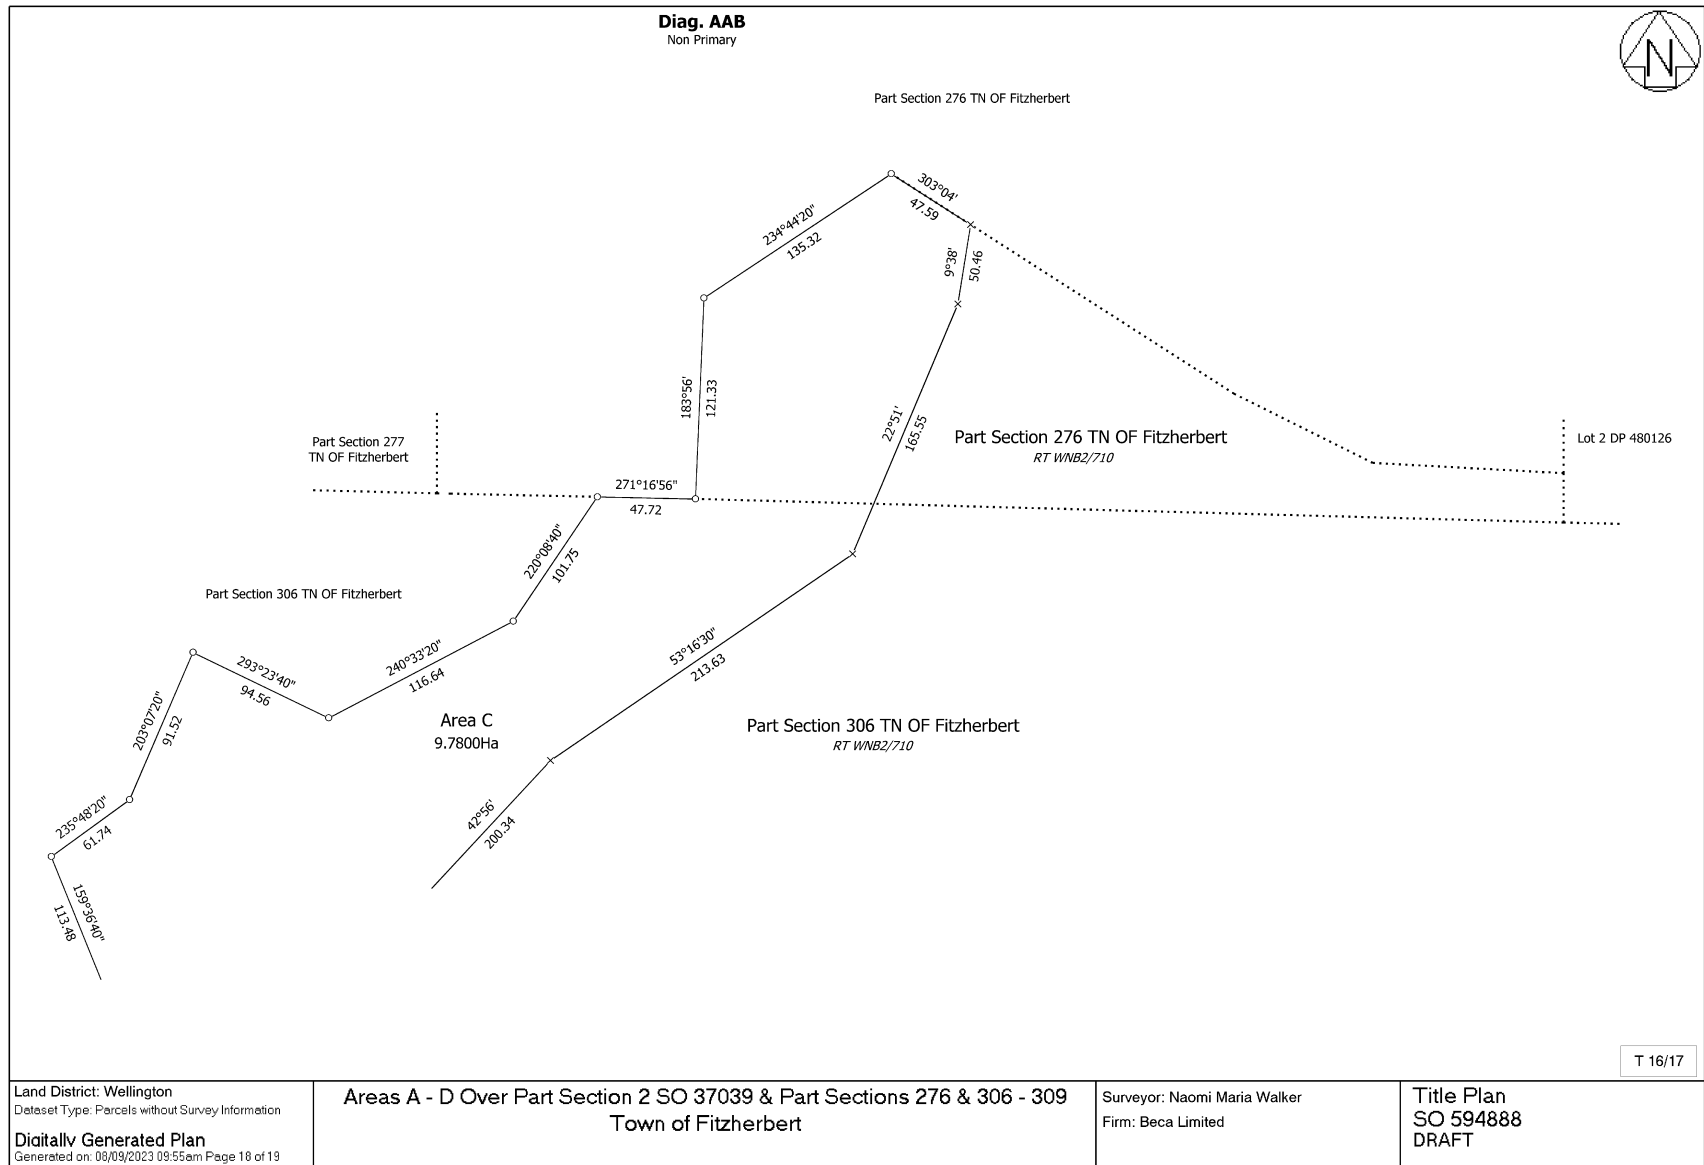 Diag. AAB
Non Primary
N
Part Section 276 TN OF Fitzherbert
303°04'
47.59
234°44'20"
135.32
9°38'
50.46
183°56'
121.33
22°51'
165.55
Part Section 276 TN OF Fitzherbert
RT WNB2/710
Part Section 277
TN OF Fitzherbert
Lot 2 DP 480126
271°16'56"
47.72
220°08'40"
101.75
Part Section 306 TN OF Fitzherbert
53°16'30"
213.63
240°33'20"
116.64
293°23'40"
94.56
203°07'20"
91.52
Area C
9.7800Ha
Part Section 306 TN OF Fitzherbert
RT WNB2/710
42°56'
200.34
235°48'20"
61.74
159°36'40"
113.48
T 16/17
Land District: Wellington
Dataset Type: Parcels without Survey Information
Digitally Generated Plan
Generated on: 08/09/2023 09:55am Page 18 of 19
Areas A - D Over Part Section 2 SO 37039 & Part Sections 276 & 306 - 309
Town of Fitzherbert
Surveyor: Naomi Maria Walker
Firm: Beca Limited
Title Plan
SO 594888
DRAFT